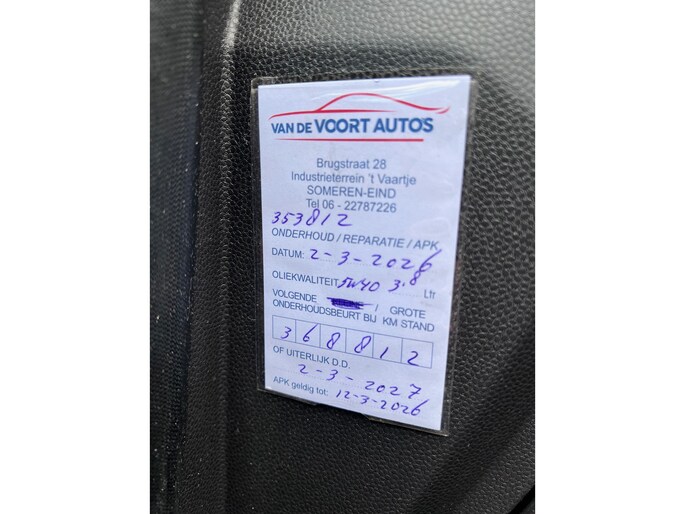 VAN DE VOORT AUTO'S
Brugstraat 28
Industrieterrein 't Vaartje
SOMEREN-EIND
Tel 06 - 22787226
353812
ONDERHOUD / REPARATIE / APK
DATUM: 2-3-2026
OLIEKWALITEIT 5W40 3.8 Ltr
VOLGENDE / GROTE
ONDERHOUDSBEURT BIJ KM STAND
368812
OF UITERLIJK D.D.
2-3-2027
APK geldig tot: 12-3-2026